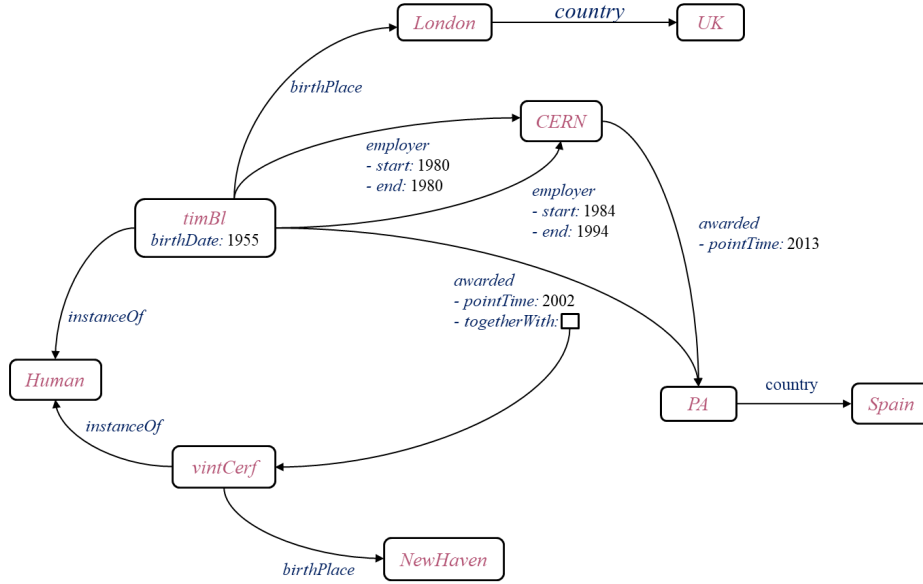 London
country
UK
birthPlace
CERN
employer
- start: 1980
- end: 1980
employer
- start: 1984
- end: 1994
timBl
birthDate: 1955
awarded
- pointTime: 2013
awarded
- pointTime: 2002
- togetherWith:
instanceOf
Human
PA
country
Spain
instanceOf
vintCerf
birthPlace
NewHaven